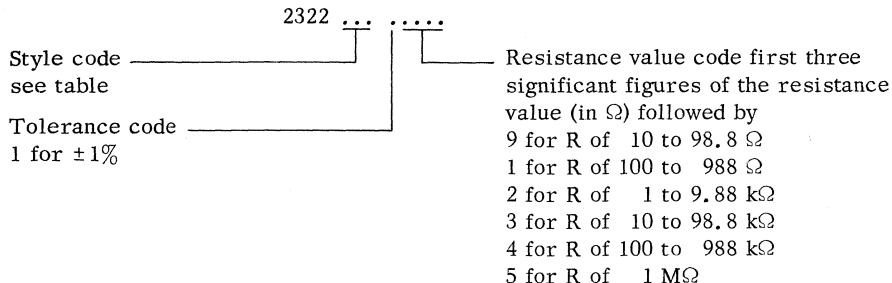 2322 ... .....
Style code
see table
Tolerance code
1 for ±1%
Resistance value code first three
significant figures of the resistance
value (in Ω) followed by
9 for R of 10 to 98.8 Ω
1 for R of 100 to 988 Ω
2 for R of 1 to 9.88 kΩ
3 for R of 10 to 98.8 kΩ
4 for R of 100 to 988 kΩ
5 for R of 1 MΩ